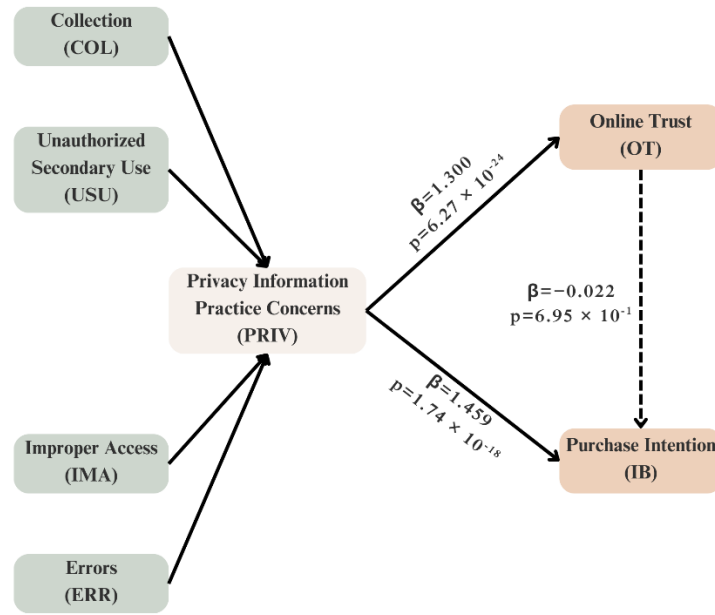 Collection
(COL)
Unauthorized
Secondary Use
(USU)
Privacy Information
Practice Concerns
(PRIV)
Improper Access
(IMA)
Errors
(ERR)
Online Trust
(OT)
β=1.300
p=6.27 × 10⁻²⁴
β=−0.022
p=6.95 × 10⁻¹
β=1.459
p=1.74 × 10⁻¹⁸
Purchase Intention
(IB)